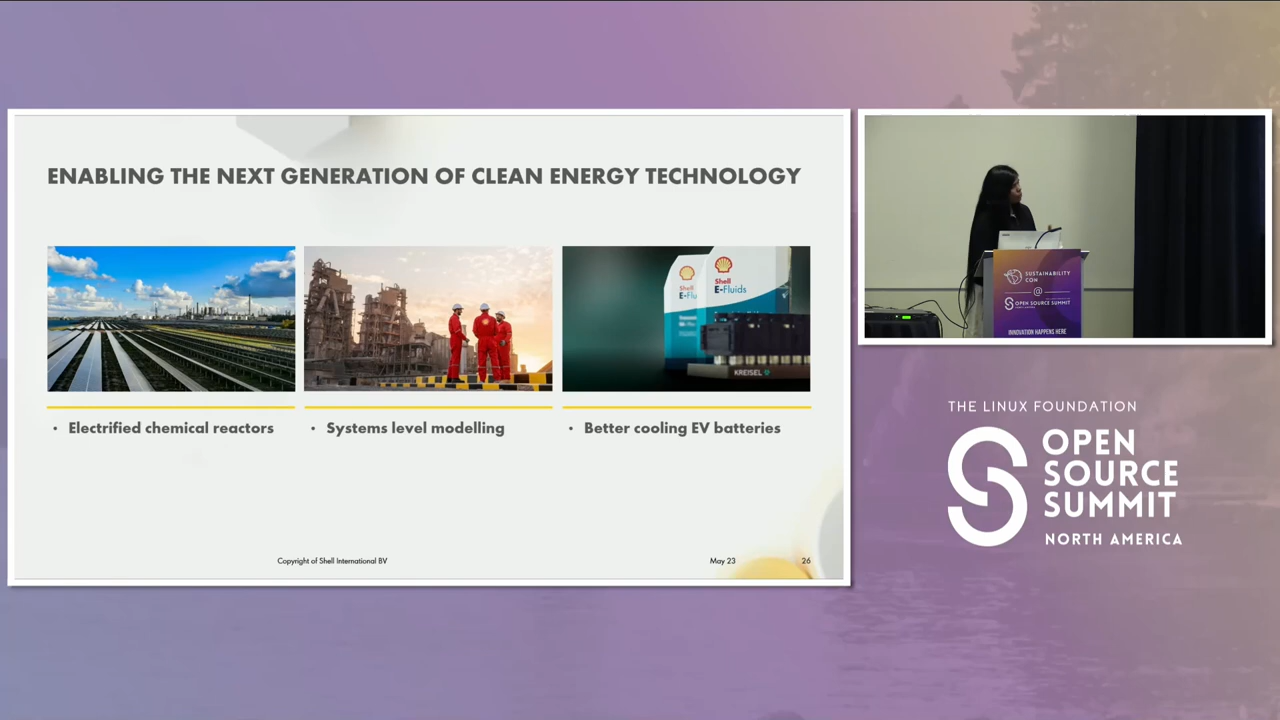 ENABLING THE NEXT GENERATION OF CLEAN ENERGY TECHNOLOGY
Shell
E-Flu
Shell
E-Fluids
KREISEL
• Electrified chemical reactors
• Systems level modelling
• Better cooling EV batteries
Copyright of Shell International BV
May 23
26
SUSTAINABILITY
CON
@
OPEN SOURCE SUMMIT
INNOVATION HAPPENS HERE
THE LINUX FOUNDATION
OPEN
SOURCE
SUMMIT
NORTH AMERICA